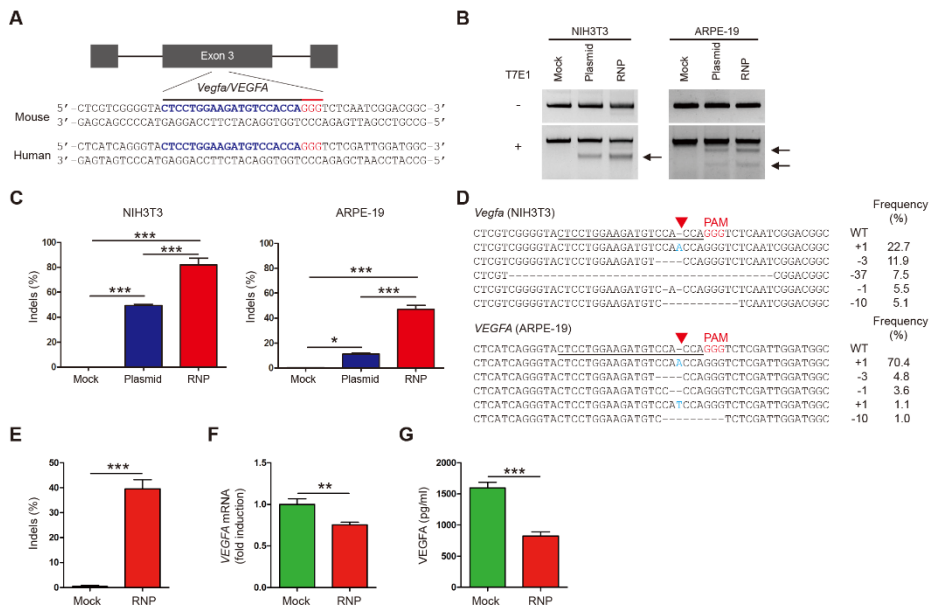 A
Exon 3
Vegfa/VEGFA
Mouse
5′ -CTCGTCGGGGTACTCCTGGAAGATGTCCACCAGGGTCTCAATCGGACGGC-3′
3′ -GAGCAGCCCCATGAGGACCTTCTACAGGTGGTCCCAGAGTTAGCCTGCCG-5′
Human
5′ -CTCATCAGGGTACTCCTGGAAGATGTCCACCAGGGTCTCGATTGGATGGC-3′
3′ -GAGTAGTCCCATGAGGACCTTCTACAGGTGGTCCCAGAGCTAACCTACCG-5′
B
NIH3T3 ARPE-19
T7E1 Mock Plasmid RNP Mock Plasmid RNP
-
+
C
NIH3T3
Indels (%)
100
80
60
40
20
0
***
***
***
Mock Plasmid RNP
ARPE-19
Indels (%)
80
60
40
20
0
***
***
*
Mock Plasmid RNP
D
Vegfa (NIH3T3) PAM Frequency
(%)
CTCGTCGGGGTACTCCTGGAAGATGTCCA-CCAGGGTCTCAATCGGACGGC WT
CTCGTCGGGGTACTCCTGGAAGATGTCCAACCAGGGTCTCAATCGGACGGC +1 22.7
CTCGTCGGGGTACTCCTGGAAGATGT----CCAGGGTCTCAATCGGACGGC -3 11.9
CTCGT--------------------------------------CGGACGGC -37 7.5
CTCGTCGGGGTACTCCTGGAAGATGTC-A-CCAGGGTCTCAATCGGACGGC -1 5.5
CTCGTCGGGGTACTCCTGGAAGATGTC-----------TCAATCGGACGGC -10 5.1
VEGFA (ARPE-19) PAM Frequency
(%)
CTCATCAGGGTACTCCTGGAAGATGTCCA-CCAGGGTCTCGATTGGATGGC WT
CTCATCAGGGTACTCCTGGAAGATGTCCAACCAGGGTCTCGATTGGATGGC +1 70.4
CTCATCAGGGTACTCCTGGAAGATGT----CCAGGGTCTCGATTGGATGGC -3 4.8
CTCATCAGGGTACTCCTGGAAGATGTCC--CCAGGGTCTCGATTGGATGGC -1 3.6
CTCATCAGGGTACTCCTGGAAGATGTCCATCCAGGGTCTCGATTGGATGGC +1 1.1
CTCATCAGGGTACTCCTGGAAGATGTC-----------TCGATTGGATGGC -10 1.0
E
Indels (%)
50
40
30
20
10
0
***
Mock RNP
F
VEGFA mRNA
(fold induction)
1.5
1.0
0.5
0.0
**
Mock RNP
G
VEGFA (pg/ml)
2000
1500
1000
500
0
***
Mock RNP